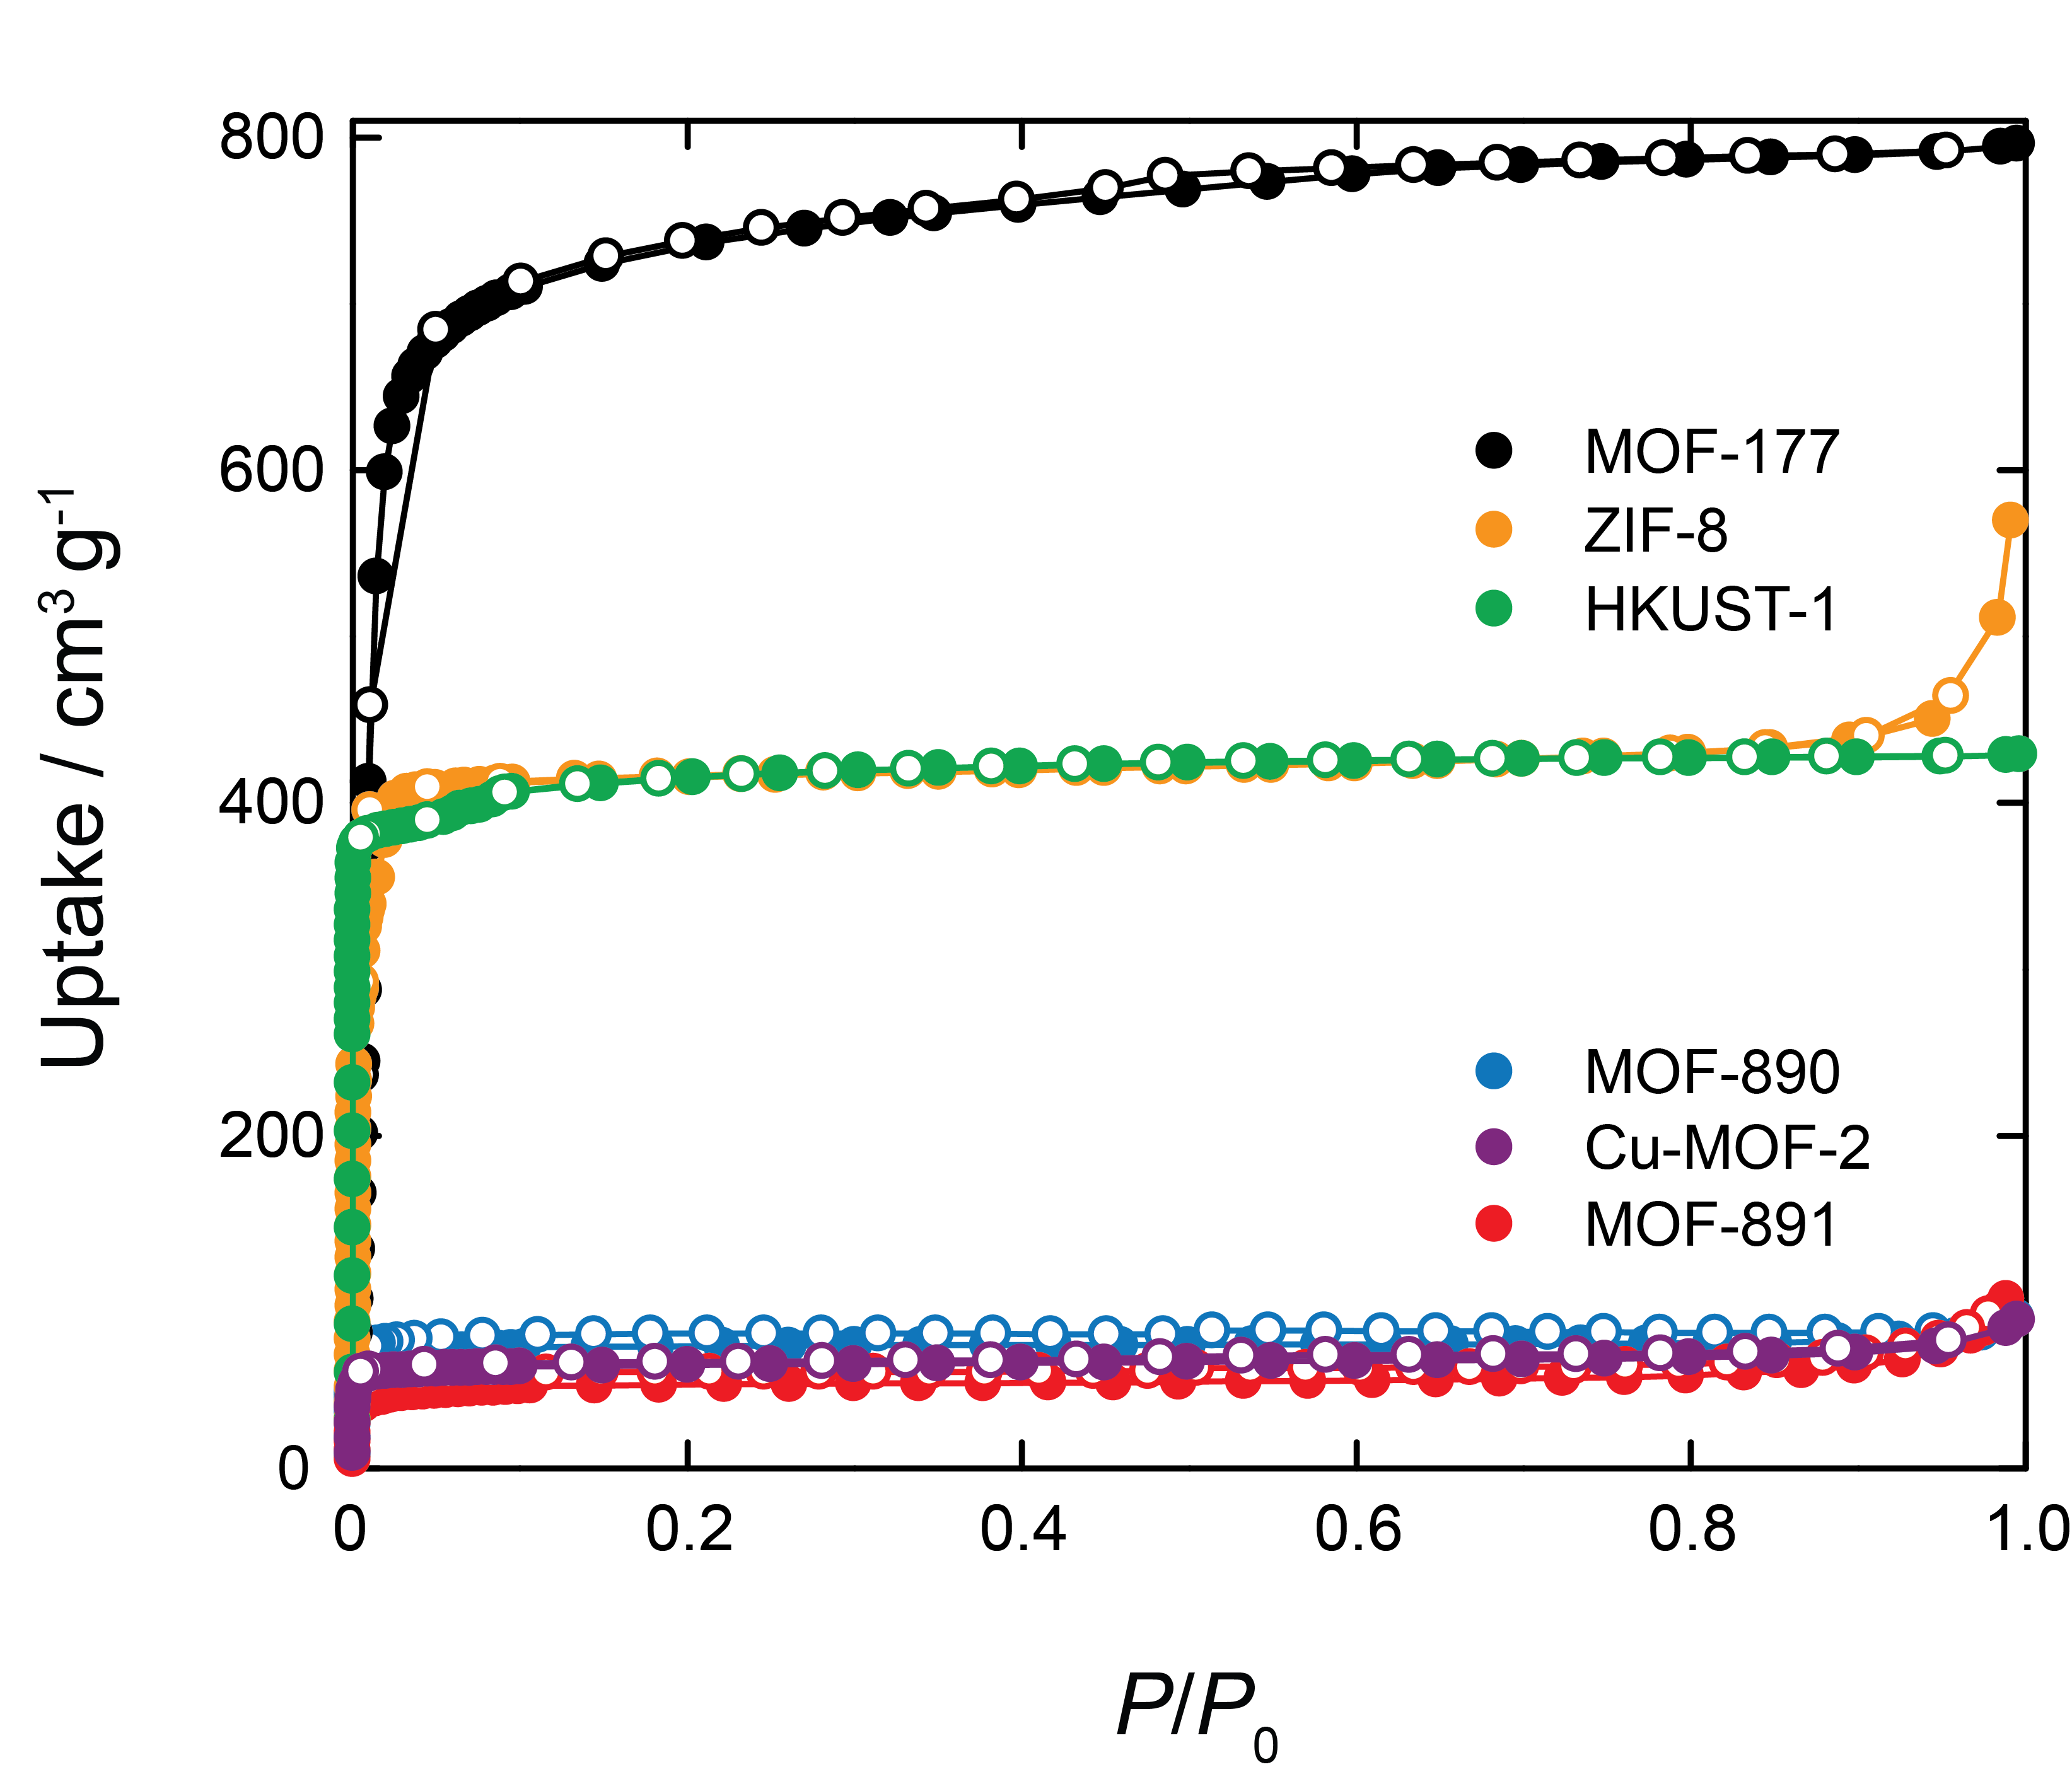 800
600
400
200
0
Uptake / cm³ g⁻¹
MOF-177
ZIF-8
HKUST-1
MOF-890
Cu-MOF-2
MOF-891
0 0.2 0.4 0.6 0.8 1.0
P/P₀